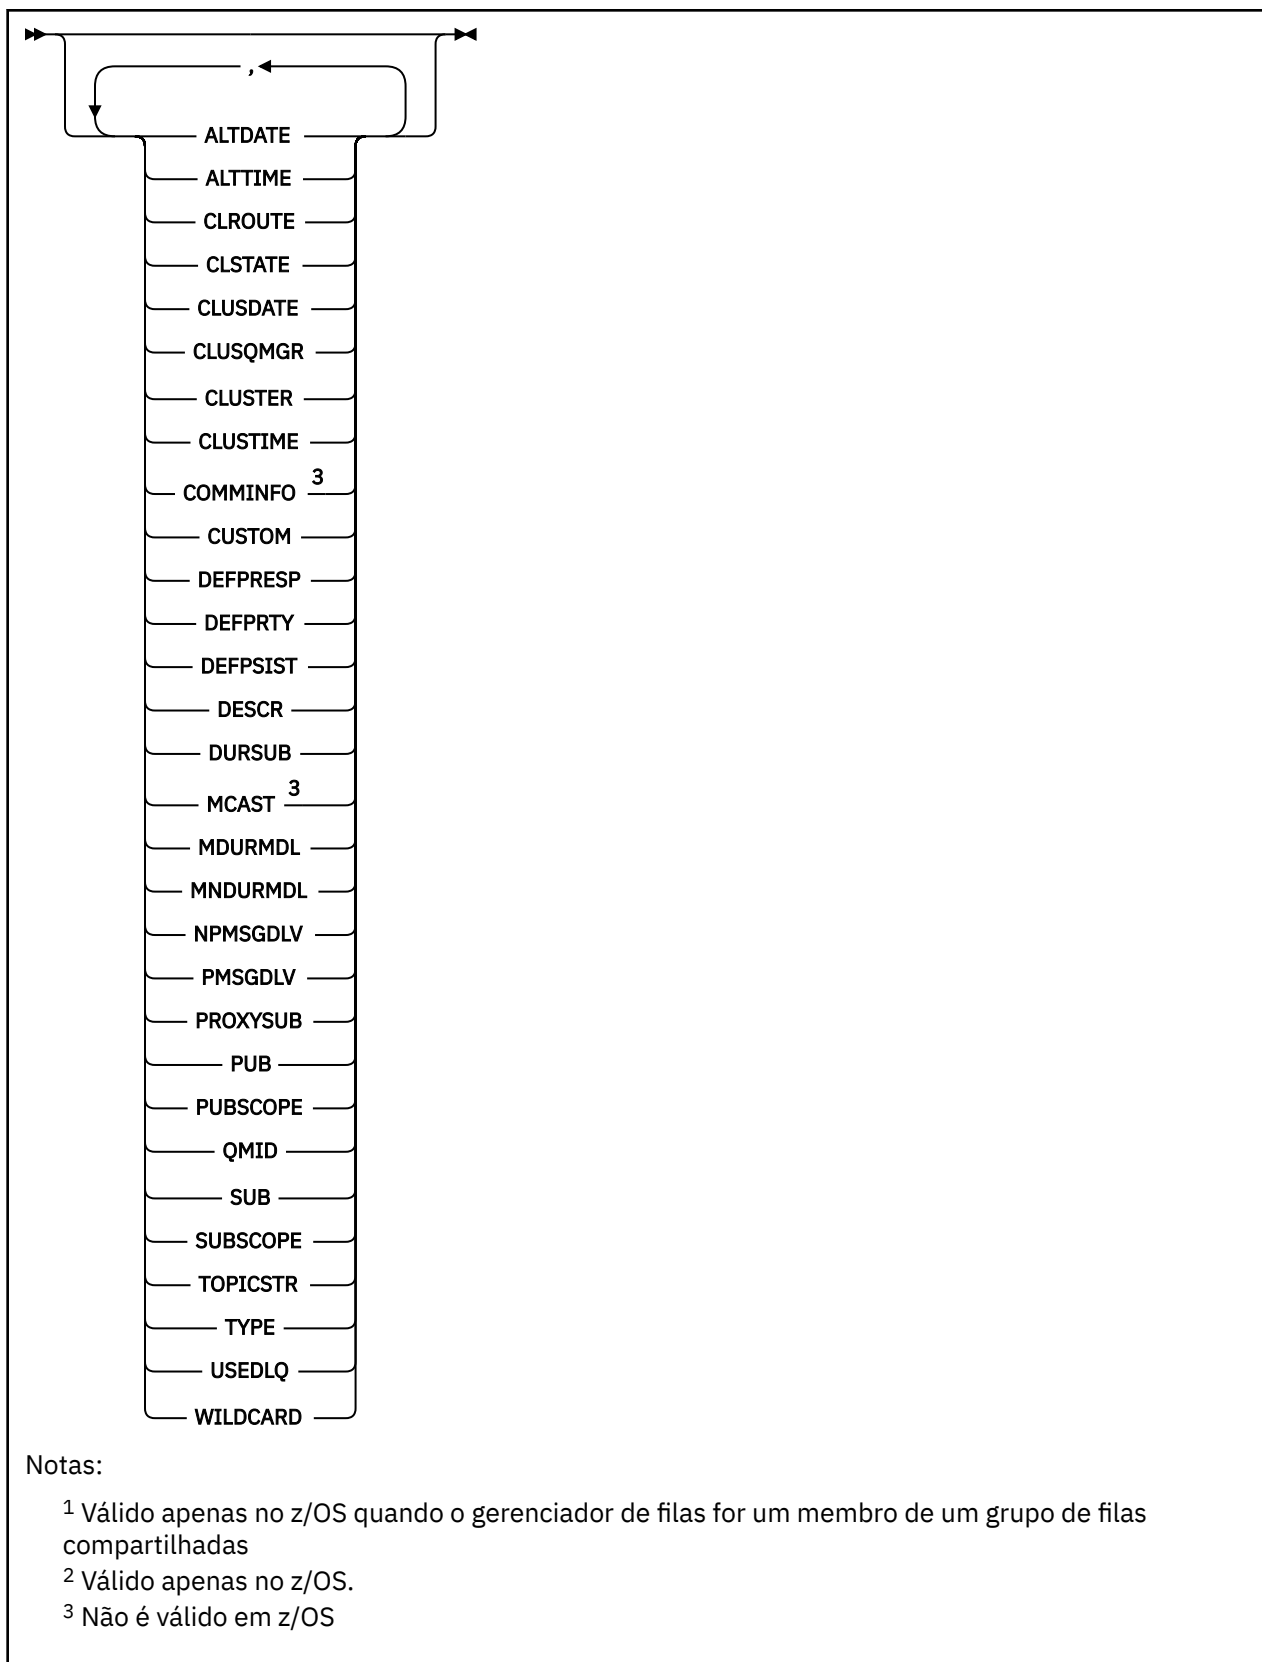 ,
ALTDATE
ALTTIME
CLROUTE
CLSTATE
CLUSDATE
CLUSQMGR
CLUSTER
CLUSTIME
COMMINFO 3
CUSTOM
DEFPRESP
DEFPRTY
DEFPSIST
DESCR
DURSUB
MCAST 3
MDURMDL
MNDURMDL
NPMSGDLV
PMSGDLV
PROXYSUB
PUB
PUBSCOPE
QMID
SUB
SUBSCOPE
TOPICSTR
TYPE
USEDLQ
WILDCARD
Notas:
1 Válido apenas no z/OS quando o gerenciador de filas for um membro de um grupo de filas
compartilhadas
2 Válido apenas no z/OS.
3 Não é válido em z/OS